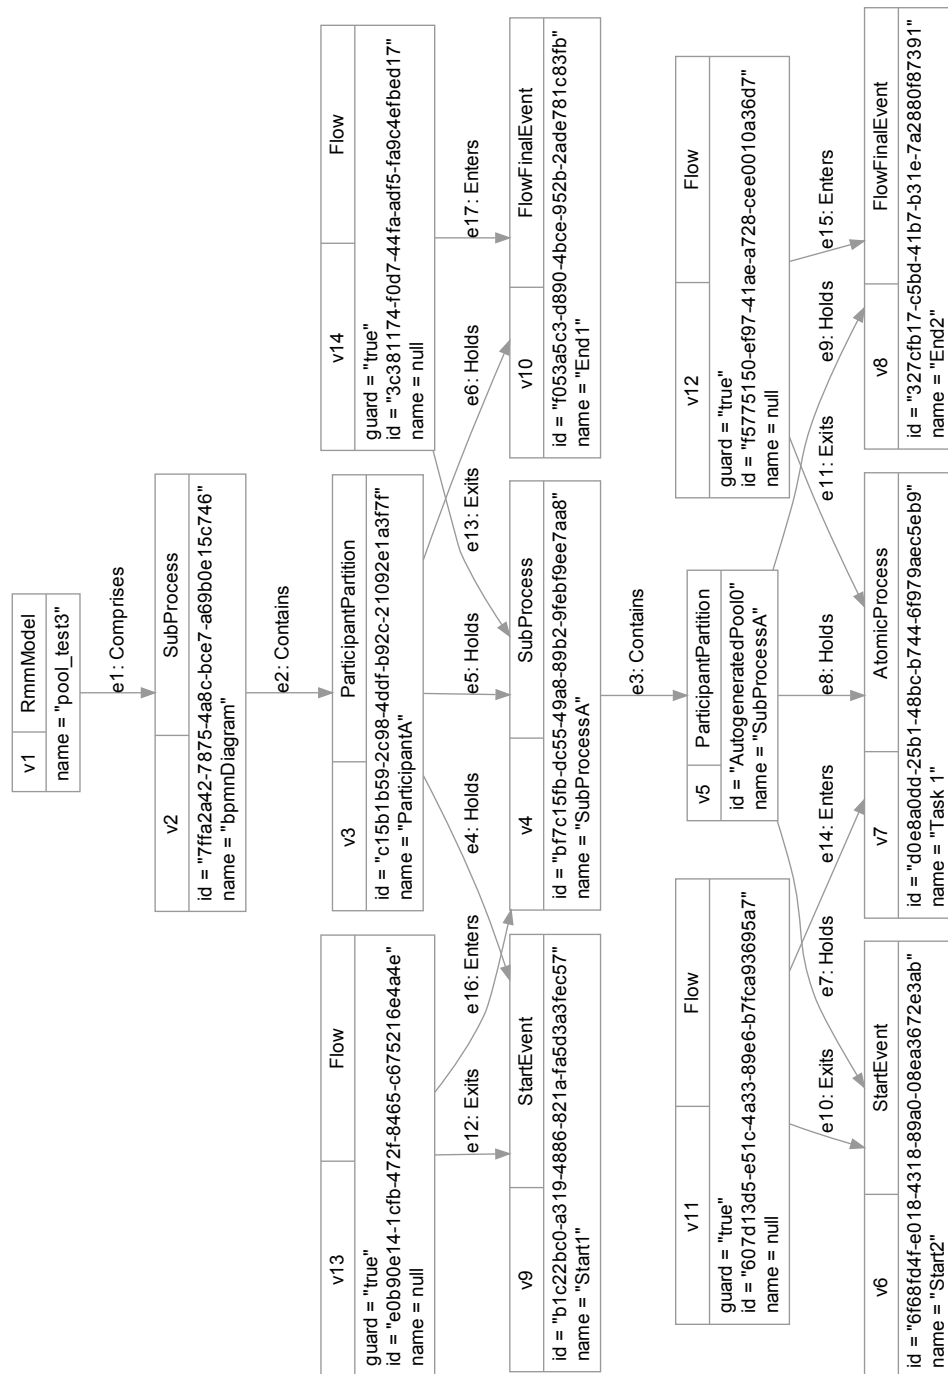 v1 RmmModel
name = "pool_test3"
e1: Comprises
v2 SubProcess
id = "7ffa2a42-7875-4a8c-bce7-a69b0e15c746"
name = "bpmnDiagram"
e2: Contains
v13 Flow
guard = "true"
id = "e0b90e14-1cfb-472f-8465-c675216e4a4e"
name = null
v3 ParticipantPartition
id = "c15b1b59-2c98-4ddf-b92c-21092e1a3f7f"
name = "ParticipantA"
v14 Flow
guard = "true"
id = "3c381174-f0d7-44fa-adf5-fa9c4efbed17"
name = null
e12: Exits
e16: Enters
e4: Holds
e5: Holds
e13: Exits
e6: Holds
e17: Enters
v9 StartEvent
id = "b1c22bc0-a319-4886-821a-fa5d3a3fec57"
name = "Start1"
v4 SubProcess
id = "bf7c15fb-dc55-49a8-89b2-9febf9ee7aa8"
name = "SubProcessA"
v10 FlowFinalEvent
id = "f053a5c3-d890-4bce-952b-2ade781c83fb"
name = "End1"
e3: Contains
v11 Flow
guard = "true"
id = "607d13d5-e51c-4a33-89e6-b7fca93695a7"
name = null
v5 ParticipantPartition
id = "AutogeneratedPool0"
name = "SubProcessA"
v12 Flow
guard = "true"
id = "f5775150-ef97-41ae-a728-cee0010a36d7"
name = null
e10: Exits
e7: Holds
e14: Enters
e8: Holds
e11: Exits
e9: Holds
e15: Enters
v6 StartEvent
id = "6f68fd4f-e018-4318-89a0-08ea3672e3ab"
name = "Start2"
v7 AtomicProcess
id = "d0e8a0dd-25b1-48bc-b744-6f979aec5eb9"
name = "Task 1"
v8 FlowFinalEvent
id = "327cfb17-c5bd-41b7-b31e-7a2880f87391"
name = "End2"